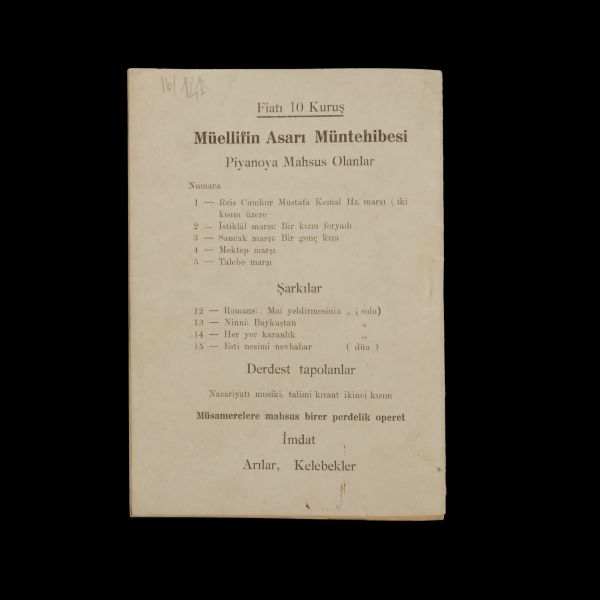 16/141
Fiatı 10 Kuruş
Müellifin Asarı Müntehibesi
Piyanoya Mahsus Olanlar
Numara
1 — Reis Cumhur Mustafa Kemal Hz. marşı ( iki
kısım üzere
2 — İstiklâl marşı: Bir kızın feryadı
3 — Sancak marşı: Bir genç kıza
4 — Mektep marşı
5 — Talebe marşı
Şarkılar
12 — Romans: Mai yeldirmesinia „ ( solo)
13 — Ninni: Baykuştan „
14 — Her yer karanlık „
15 — Esti nesimi nevbahar ( düo )
Derdest tapolanlar
Nazariyatı musiki, talimi kıraat ikinci kısım
Müsamerelere mahsus birer perdelik operet
İmdat
Arılar, Kelebekler